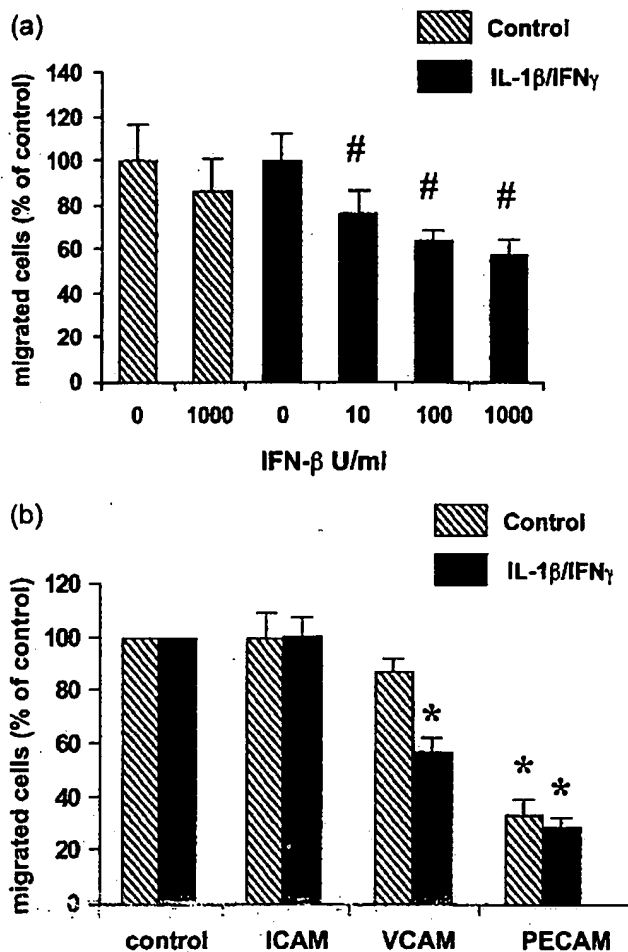 (a)
Control
IL-1β/IFNγ
migrated cells (% of control)
140
120
100
80
60
40
20
0
# # #
0 1000 0 10 100 1000
IFN-β U/ml
(b)
Control
IL-1β/IFNγ
migrated cells (% of control)
120
100
80
60
40
20
0
* * *
control ICAM VCAM PECAM